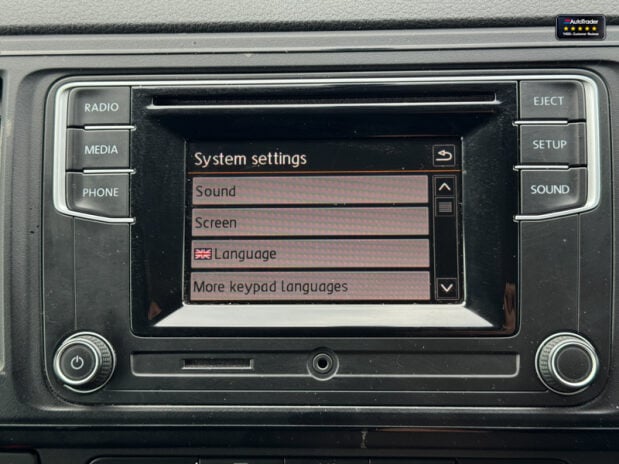 AutoTrader
RADIO
MEDIA
PHONE
EJECT
SETUP
SOUND
System settings
Sound
Screen
Language
More keypad languages